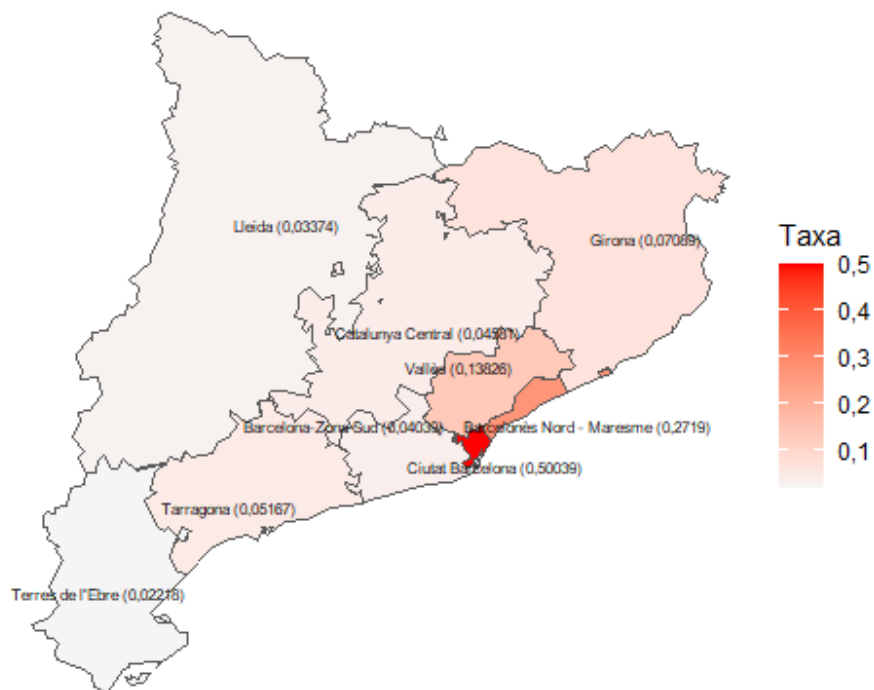 Lleida (0,03374)
Girona (0,07089)
Taxa
0,5
0,4
0,3
0,2
0,1
Catalunya Central (0,04581)
Vallès (0,13826)
Barcelona-Zona Sud (0,04039)
Barcelonès Nord - Maresme (0,2719)
Ciutat Barcelona (0,50039)
Tarragona (0,05167)
Terres de l'Ebre (0,02218)